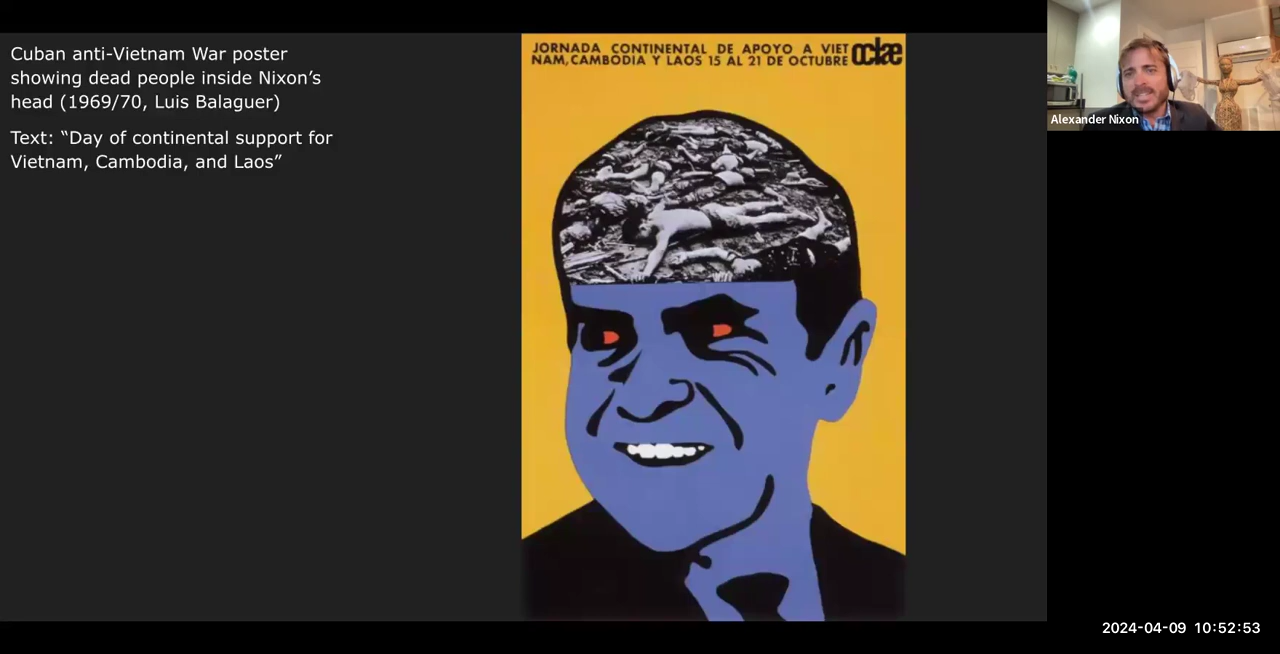 Cuban anti-Vietnam War poster
showing dead people inside Nixon’s
head (1969/70, Luis Balaguer)
Text: “Day of continental support for
Vietnam, Cambodia, and Laos”
JORNADA CONTINENTAL DE APOYO A VIET
NAM, CAMBODIA Y LAOS 15 AL 21 DE OCTUBRE
Alexander Nixon
2024-04-09 10:52:53